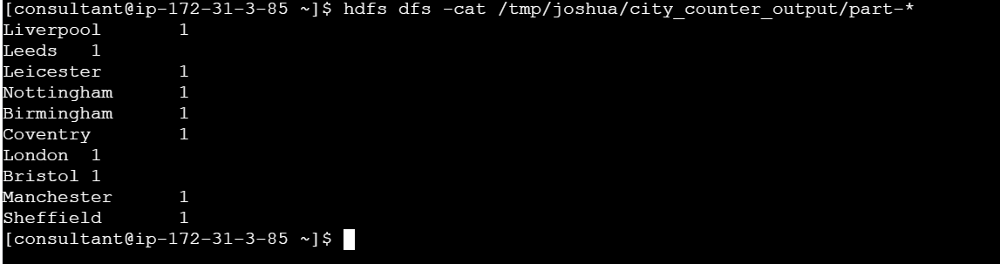 [consultant@ip-172-31-3-85 ~]$ hdfs dfs -cat /tmp/joshua/city_counter_output/part-*
Liverpool	1
Leeds	1
Leicester	1
Nottingham	1
Birmingham	1
Coventry	1
London	1
Bristol	1
Manchester	1
Sheffield	1
[consultant@ip-172-31-3-85 ~]$